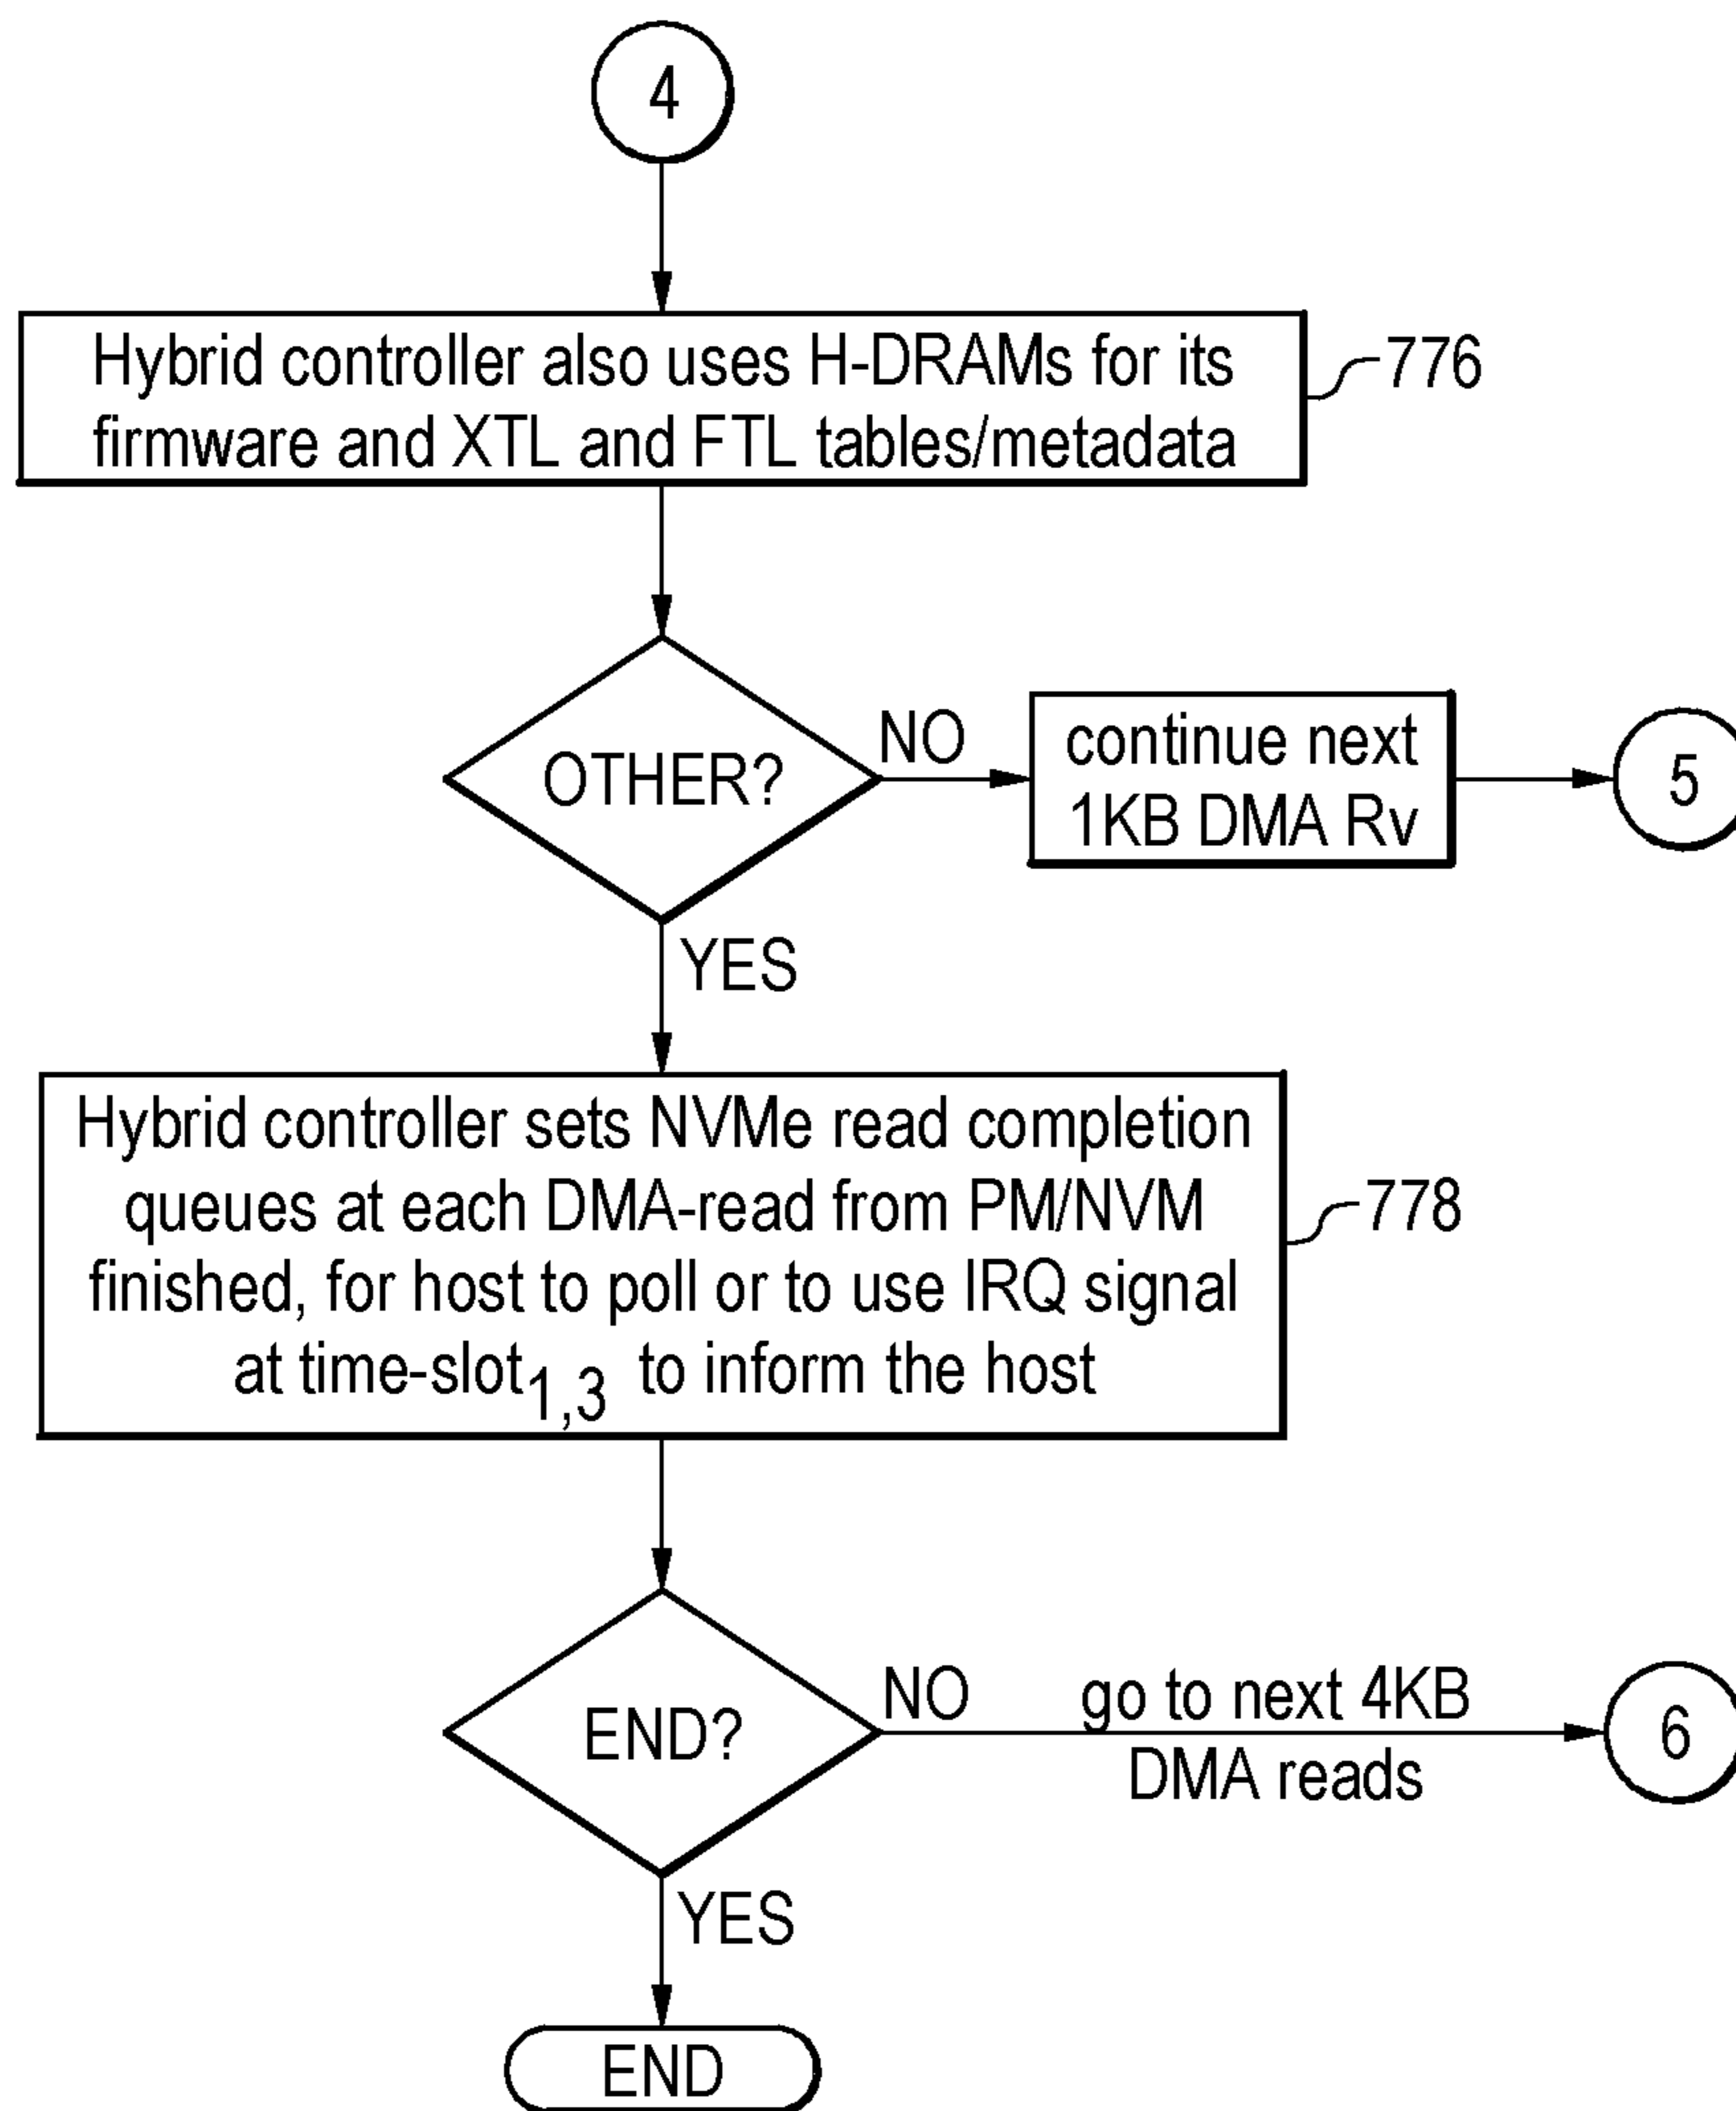 4
Hybrid controller also uses H-DRAMs for its
firmware and XTL and FTL tables/metadata
776
OTHER?
NO
continue next
1KB DMA Rv
5
YES
Hybrid controller sets NVMe read completion
queues at each DMA-read from PM/NVM
finished, for host to poll or to use IRQ signal
at time-slot1,3 to inform the host
778
END?
NO
go to next 4KB
DMA reads
6
YES
END